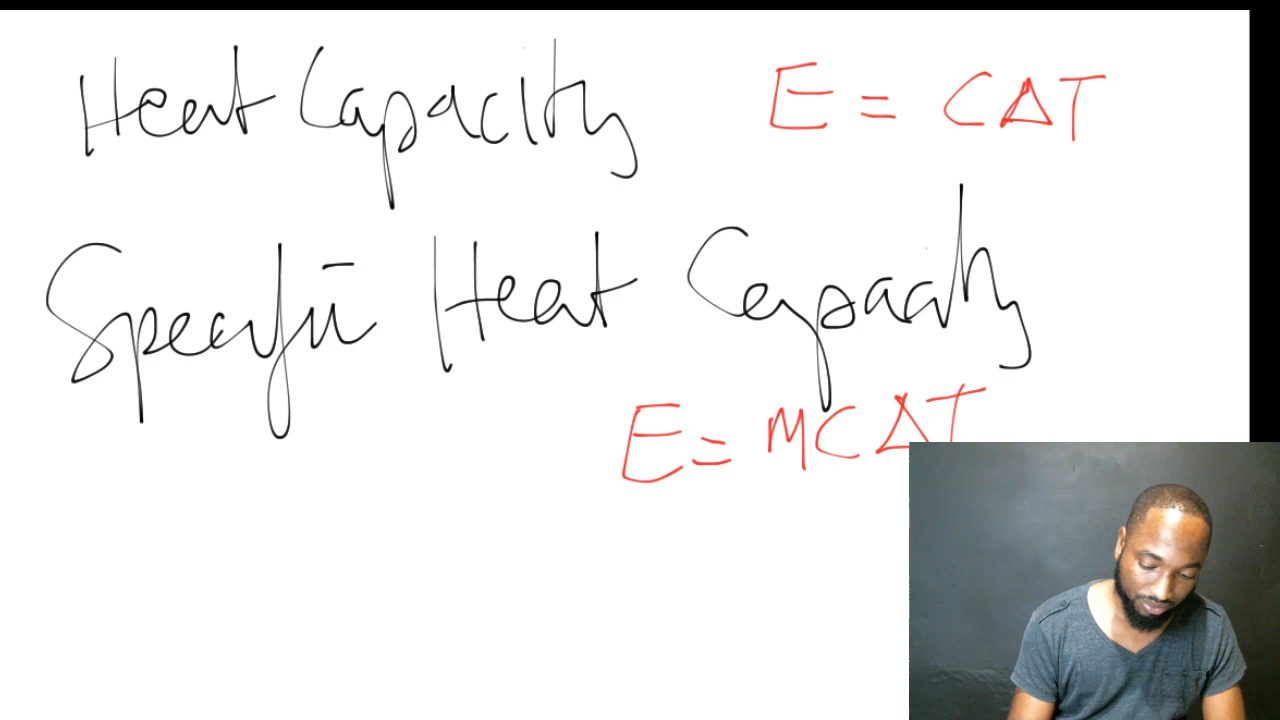 Heat Capacity E = CΔT
Specific Heat Capacity
E = MCΔT